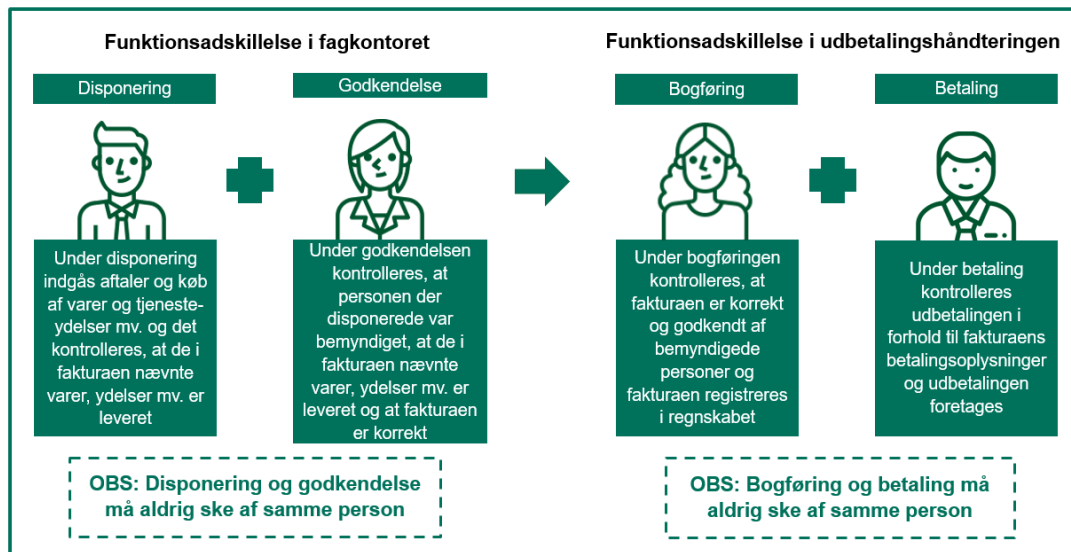 Funktionsadskillelse i fagkontoret
Disponering
Godkendelse
Under disponering
indgås aftaler og køb
af varer og tjeneste-
ydelser mv. og det
kontrolleres, at de i
fakturaen nævnte
varer, ydelser mv. er
leveret
Under godkendelsen
kontrolleres, at
personen der
disponerede var
bemyndiget, at de i
fakturaen nævnte
varer, ydelser mv. er
leveret og at fakturaen
er korrekt
OBS: Disponering og godkendelse
må aldrig ske af samme person
Funktionsadskillelse i udbetalingshåndteringen
Bogføring
Betaling
Under bogføringen
kontrolleres, at
fakturaen er korrekt
og godkendt af
bemyndigede
personer og
fakturaen registreres
i regnskabet
Under betaling
kontrolleres
udbetalingen i
forhold til fakturaens
betalingsoplysninger
og udbetalingen
foretages
OBS: Bogføring og betaling må
aldrig ske af samme person